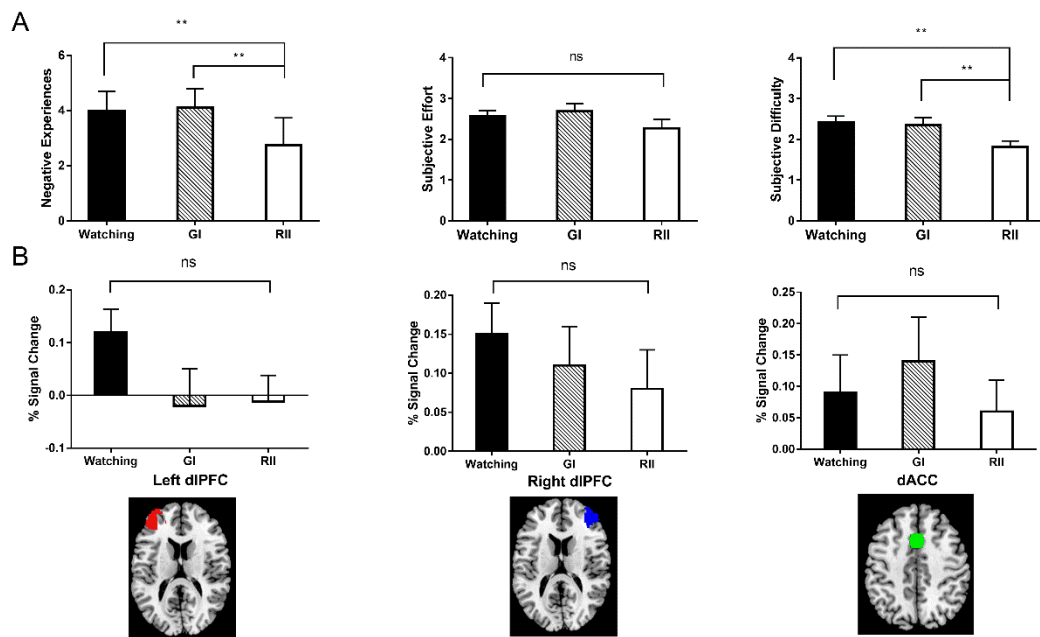 A
**
**
Negative Experiences
6
4
2
0
Watching
GI
RII
ns
Subjective Effort
4
3
2
1
0
Watching
GI
RII
**
**
Subjective Difficulty
4
3
2
1
0
Watching
GI
RII
B
ns
% Signal Change
0.2
0.1
0.0
-0.1
Watching
GI
RII
Left dlPFC
ns
% Signal Change
0.20
0.15
0.10
0.05
0.00
Watching
GI
RII
Right dlPFC
ns
% Signal Change
0.25
0.20
0.15
0.10
0.05
0.00
Watching
GI
RII
dACC